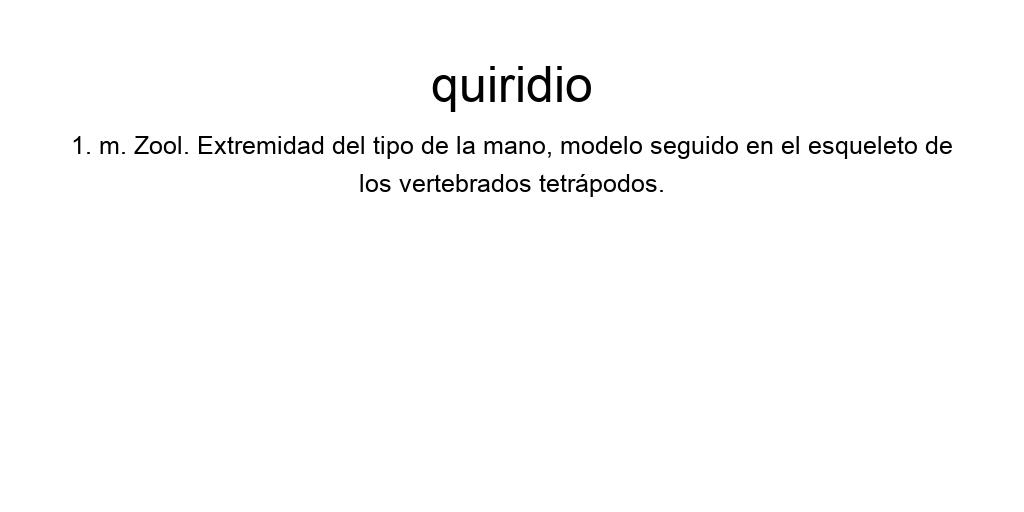 quiridio
1. m. Zool. Extremidad del tipo de la mano, modelo seguido en el esqueleto de
los vertebrados tetrápodos.